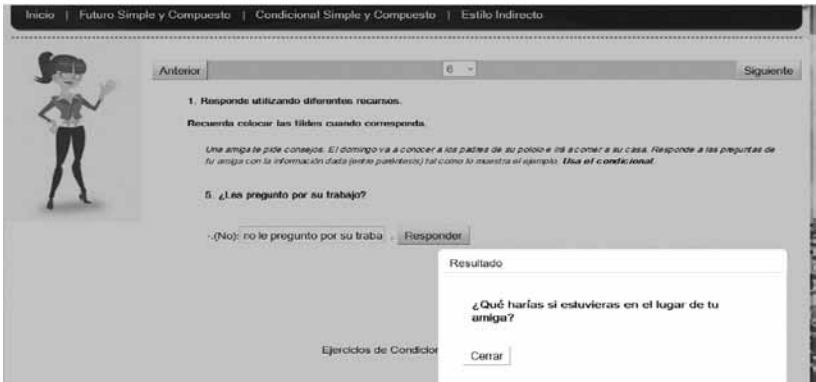 Inicio | Futuro Simple y Compuesto | Condicional Simple y Compuesto | Estilo Indirecto
Anterior 6 Siguiente
1. Responde utilizando diferentes recursos.
Recuerda colocar las tildes cuando corresponda.
Una amiga te pide consejos. El domingo va a conocer a los padres de su pololo e irá a comer a su casa. Responde a las preguntas de
tu amiga con la información dada (entre paréntesis) tal como lo muestra el ejemplo. Usa el condicional.
5. ¿Les pregunto por su trabajo?
-.(No): no le pregunto por su traba . Responder
Resultado
¿Qué harías si estuvieras en el lugar de tu
amiga?
Ejercicios de Condicior
Cerrar